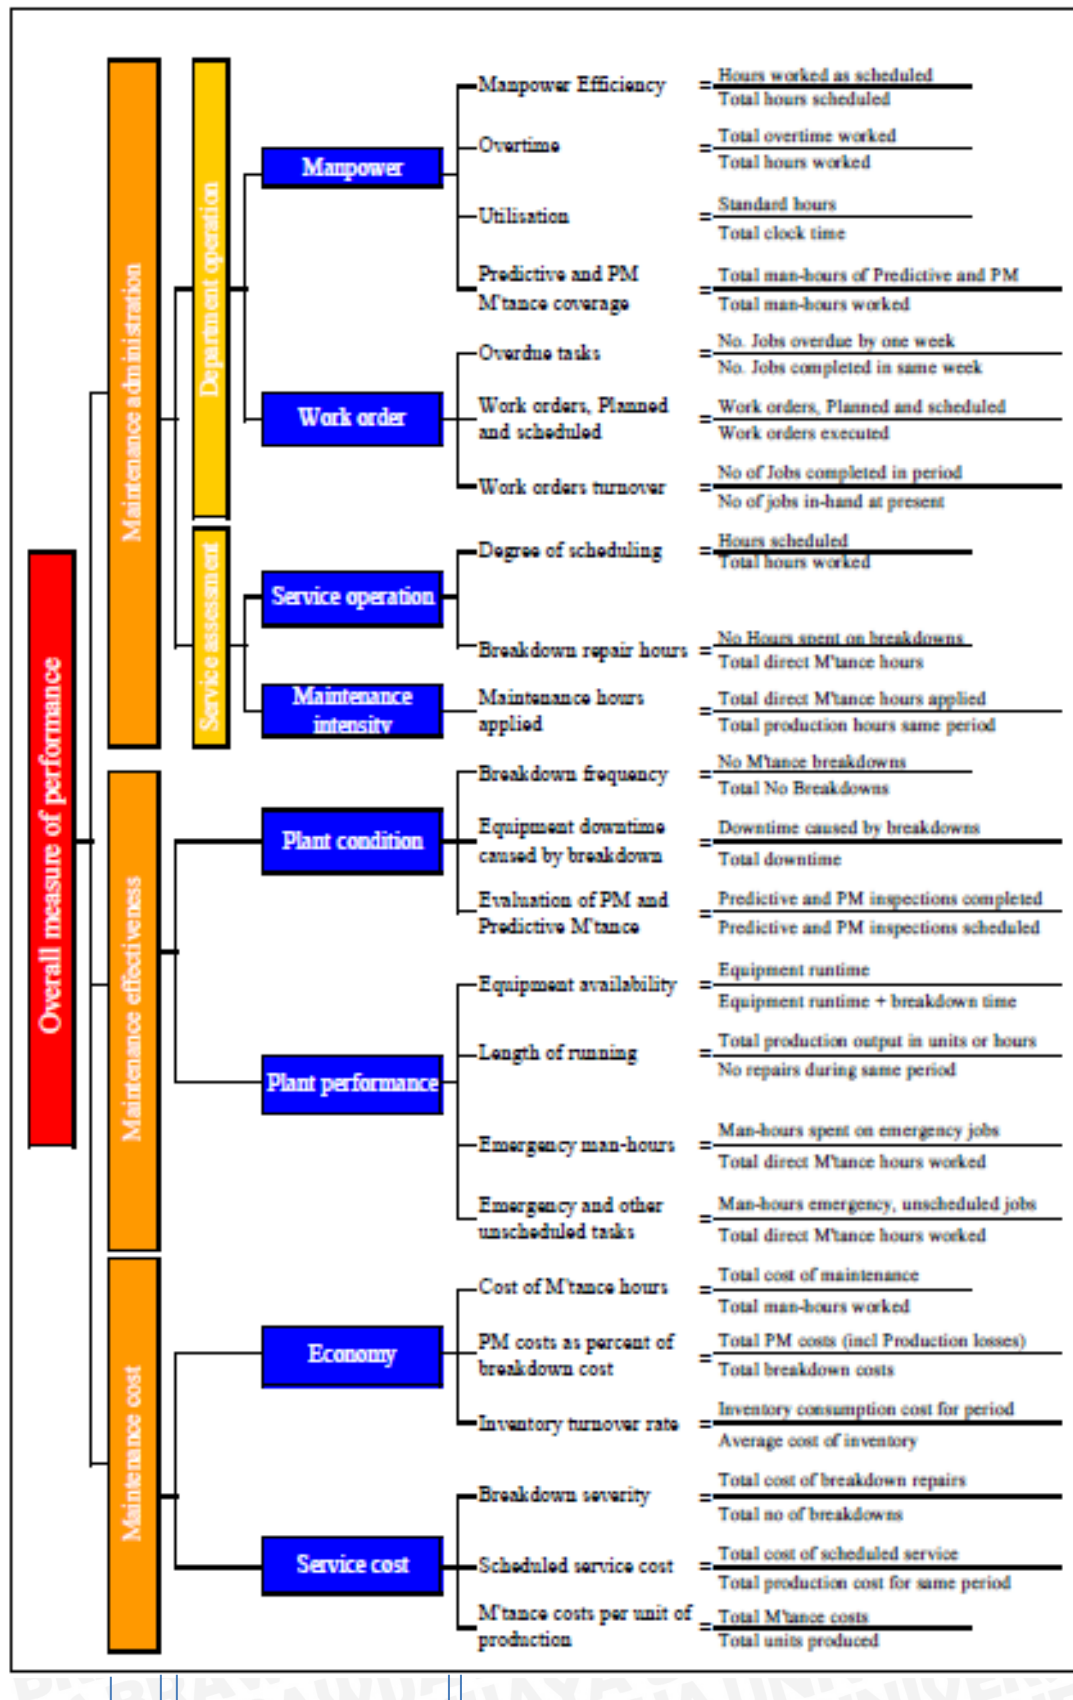 Overall measure of performance
Maintenance administration
Department operation
Manpower
Manpower Efficiency = Hours worked as scheduled
Total hours scheduled
Overtime = Total overtime worked
Total hours worked
Utilisation = Standard hours
Total clock time
Predictive and PM
M'tance coverage = Total man-hours of Predictive and PM
Total man-hours worked
Work order
Overdue tasks = No. Jobs overdue by one week
No. Jobs completed in same week
Work orders, Planned
and scheduled = Work orders, Planned and scheduled
Work orders executed
Work orders turnover = No of Jobs completed in period
No of jobs in-hand at present
Service assessment
Service operation
Degree of scheduling = Hours scheduled
Total hours worked
Breakdown repair hours = No Hours spent on breakdowns
Total direct M'tance hours
Maintenance
intensity
Maintenance hours
applied = Total direct M'tance hours applied
Total production hours same period
Maintenance effectiveness
Plant condition
Breakdown frequency = No M'tance breakdowns
Total No Breakdowns
Equipment downtime
caused by breakdown = Downtime caused by breakdowns
Total downtime
Evaluation of PM and
Predictive M'tance = Predictive and PM inspections completed
Predictive and PM inspections scheduled
Plant performance
Equipment availability = Equipment runtime
Equipment runtime + breakdown time
Length of running = Total production output in units or hours
No repairs during same period
Emergency man-hours = Man-hours spent on emergency jobs
Total direct M'tance hours worked
Emergency and other
unscheduled tasks = Man-hours emergency, unscheduled jobs
Total direct M'tance hours worked
Maintenance cost
Economy
Cost of M'tance hours = Total cost of maintenance
Total man-hours worked
PM costs as percent of
breakdown cost = Total PM costs (incl Production losses)
Total breakdown costs
Inventory turnover rate = Inventory consumption cost for period
Average cost of inventory
Service cost
Breakdown severity = Total cost of breakdown repairs
Total no of breakdowns
Scheduled service cost = Total cost of scheduled service
Total production cost for same period
M'tance costs per unit of
production = Total M'tance costs
Total units produced